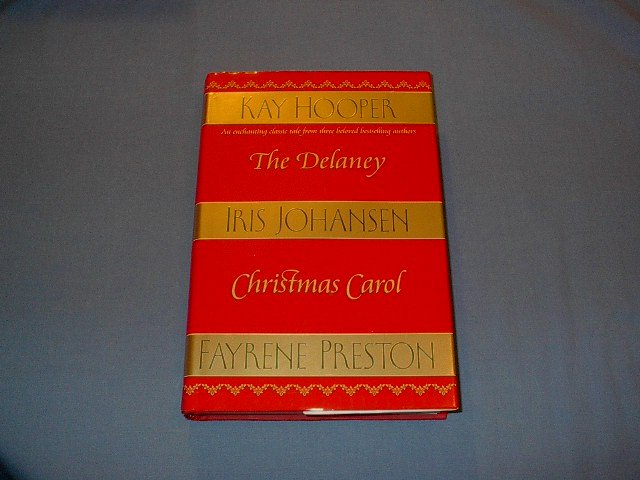 KAY HOOPER
An enchanting classic tale from three beloved bestselling authors
The Delaney
IRIS JOHANSEN
Christmas Carol
FAYRENE PRESTON